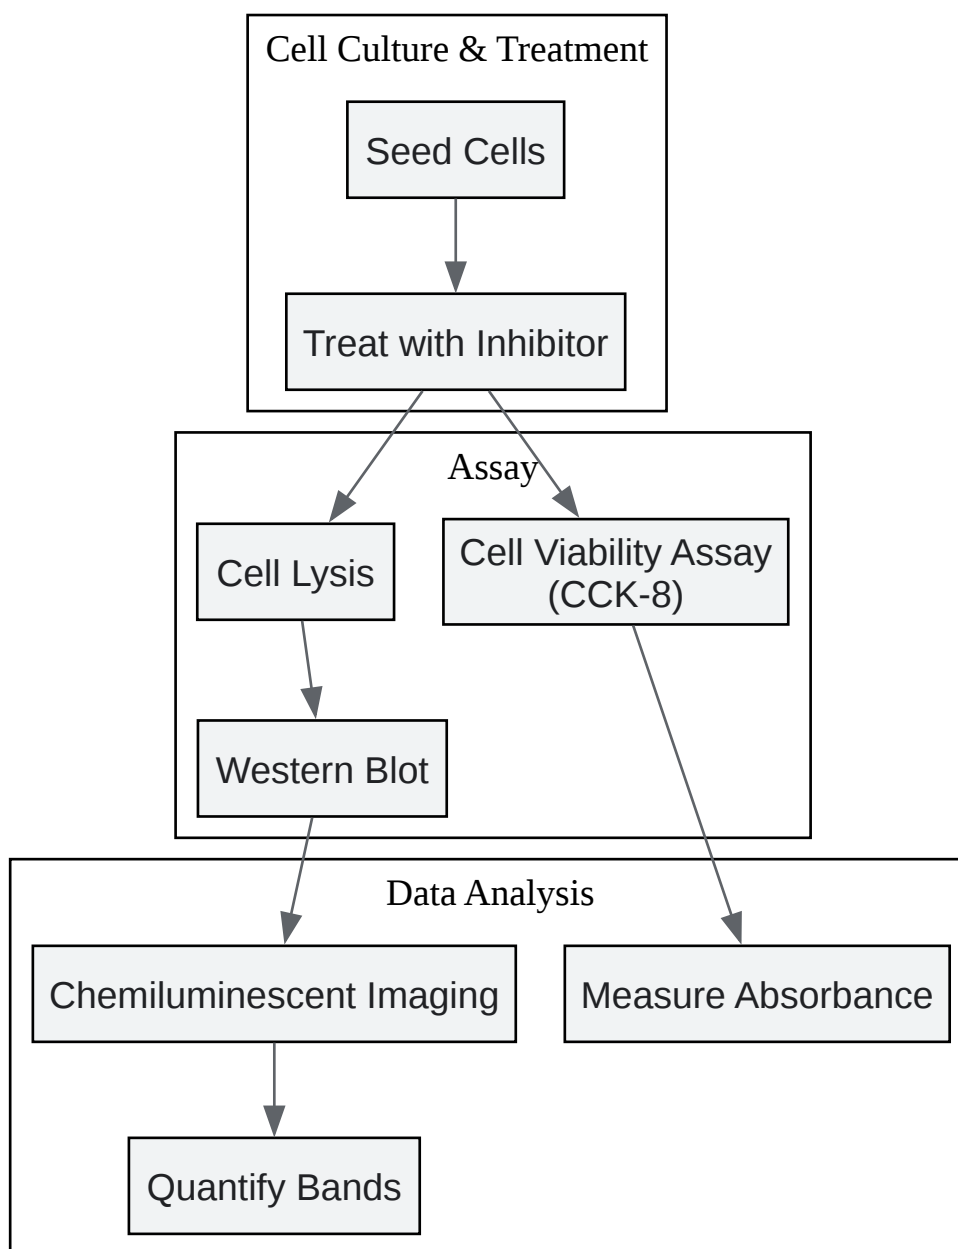 Cell Culture & Treatment
Seed Cells
Treat with Inhibitor
Assay
Cell Lysis
Cell Viability Assay
(CCK-8)
Western Blot
Data Analysis
Chemiluminescent Imaging
Measure Absorbance
Quantify Bands